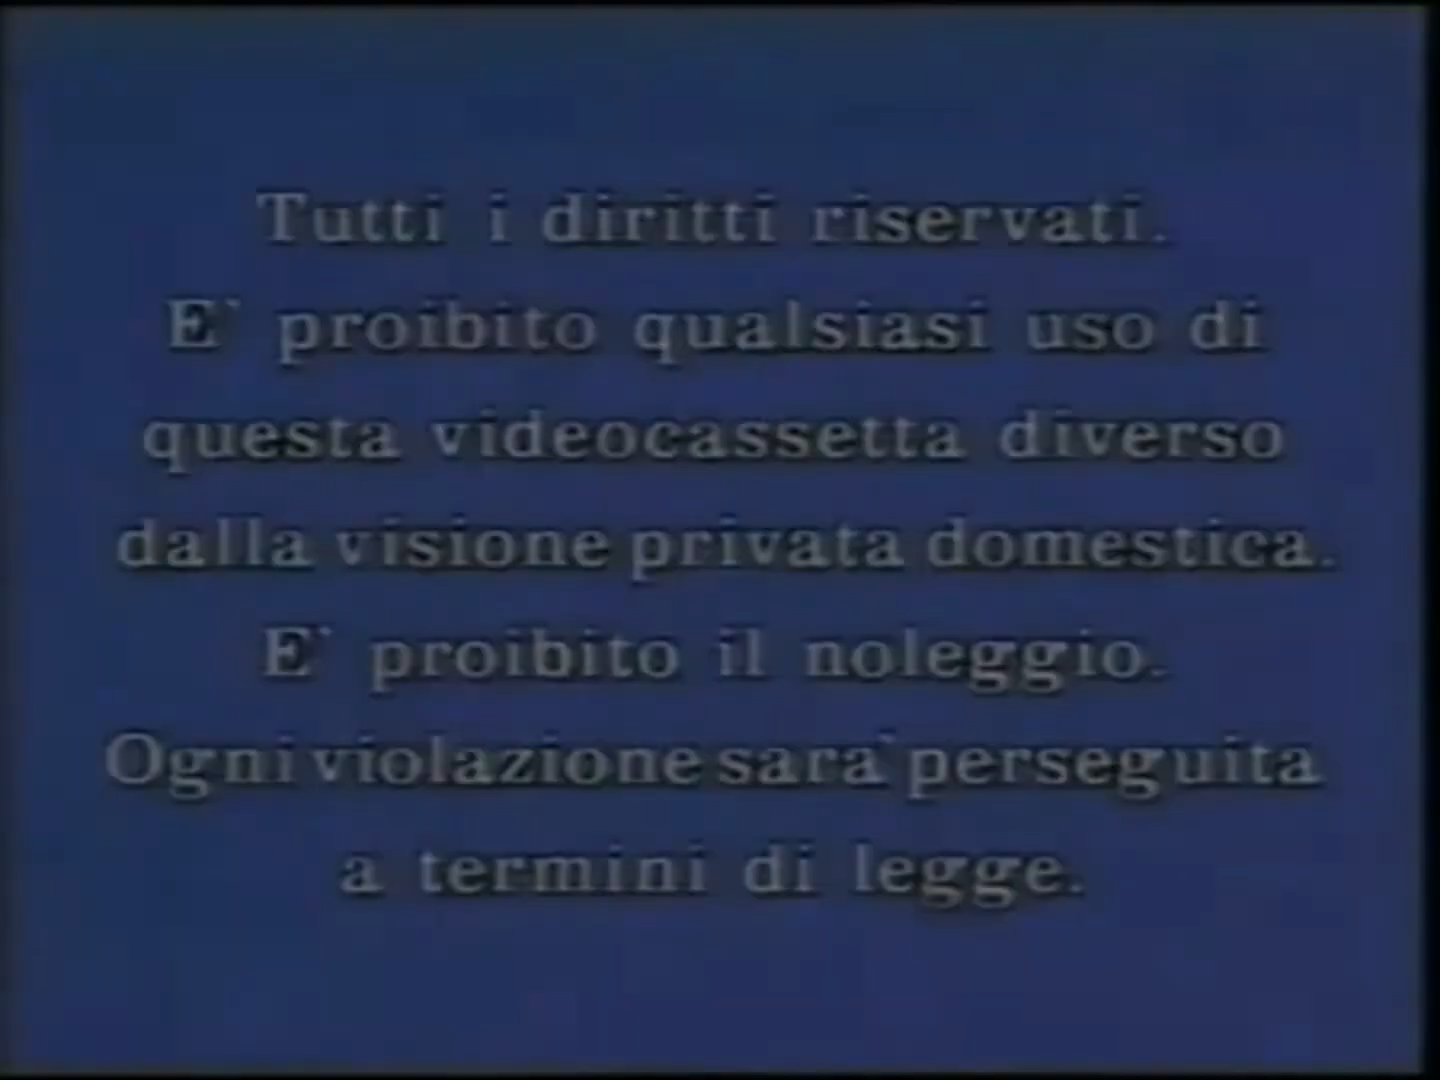 Tutti i diritti riservati.
E` proibito qualsiasi uso di
questa videocassetta diverso
dalla visione privata domestica.
E` proibito il noleggio.
Ogni violazione sara` perseguita
a termini di legge.